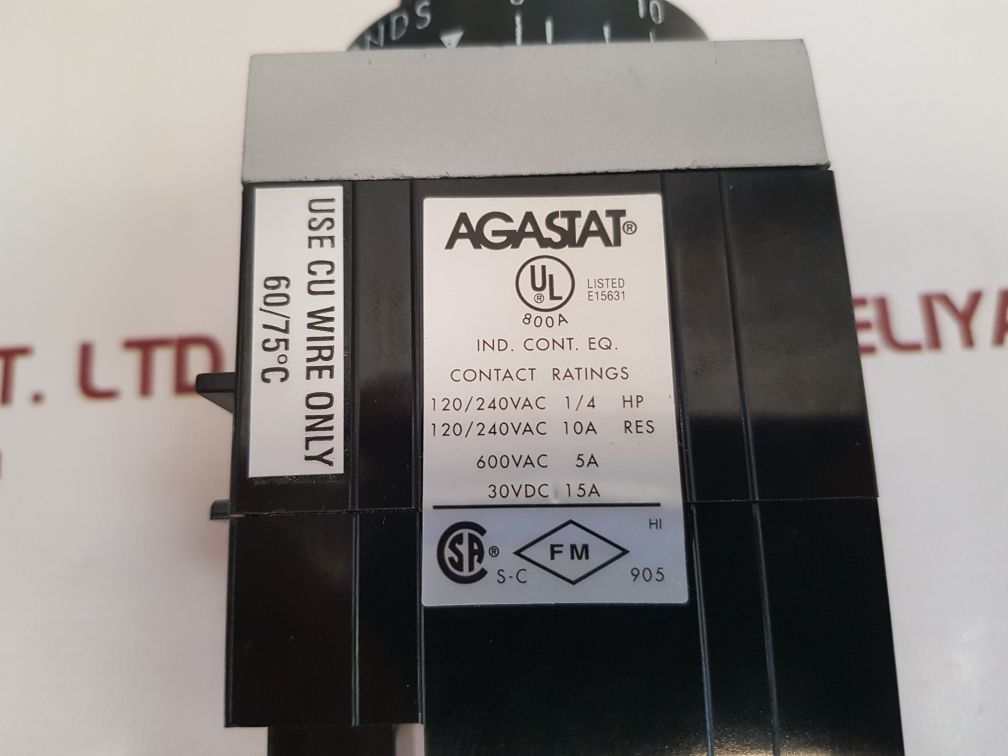 NDS
10
USE CU WIRE ONLY
60/75°C
AGASTAT®
UL®
LISTED
E15631
800A
IND. CONT. EQ.
CONTACT RATINGS
120/240VAC 1/4 HP
120/240VAC 10A RES
600VAC 5A
30VDC 15A
HI
SA®
S-C
FM
905
T. LTD
ELIYA